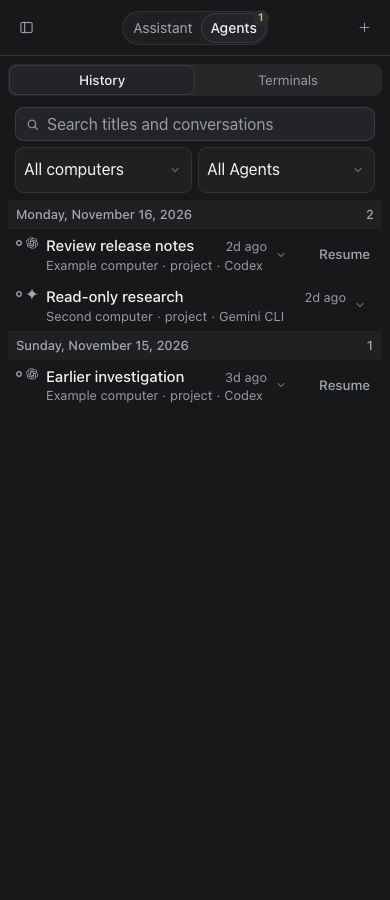 Assistant Agents 1
History Terminals
Search titles and conversations
All computers All Agents
Monday, November 16, 2026 2
Review release notes 2d ago Resume
Example computer · project · Codex
Read-only research 2d ago
Second computer · project · Gemini CLI
Sunday, November 15, 2026 1
Earlier investigation 3d ago Resume
Example computer · project · Codex